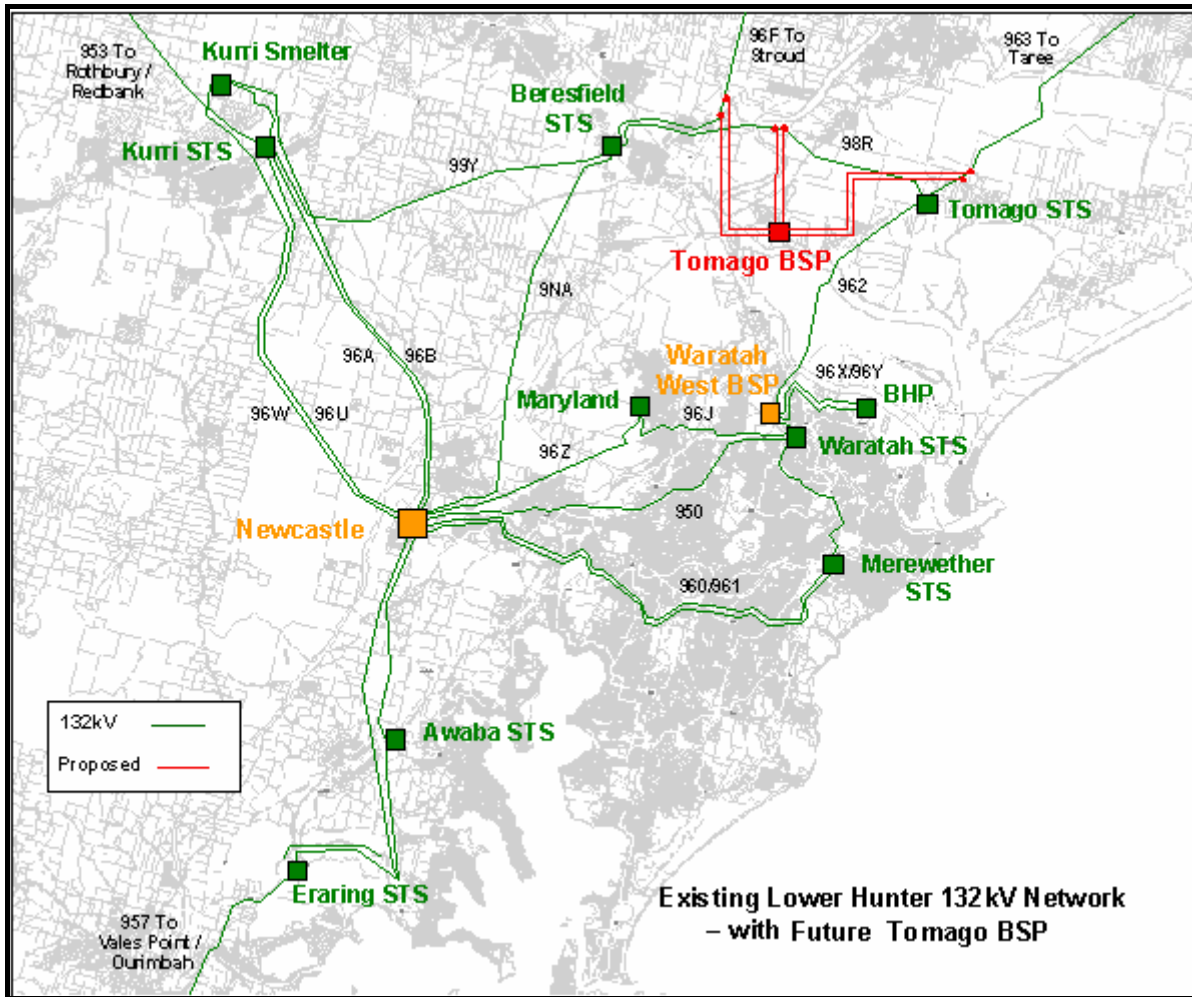 953 To
Rothbury /
Redbank
Kurri Smelter
96F To
Stroud
963 To
Taree
Beresfield
STS
Kurri STS
99Y
98R
Tomago STS
Tomago BSP
9NA
962
96A
96B
Waratah
West BSP
96X/96Y
BHP
Maryland
96J
96W
96U
Waratah STS
96Z
Newcastle
950
Merewether
STS
960/961
132kV
Proposed
Awaba STS
Eraring STS
957 To
Vales Point /
Ourimbah
Existing Lower Hunter 132kV Network
– with Future Tomago BSP